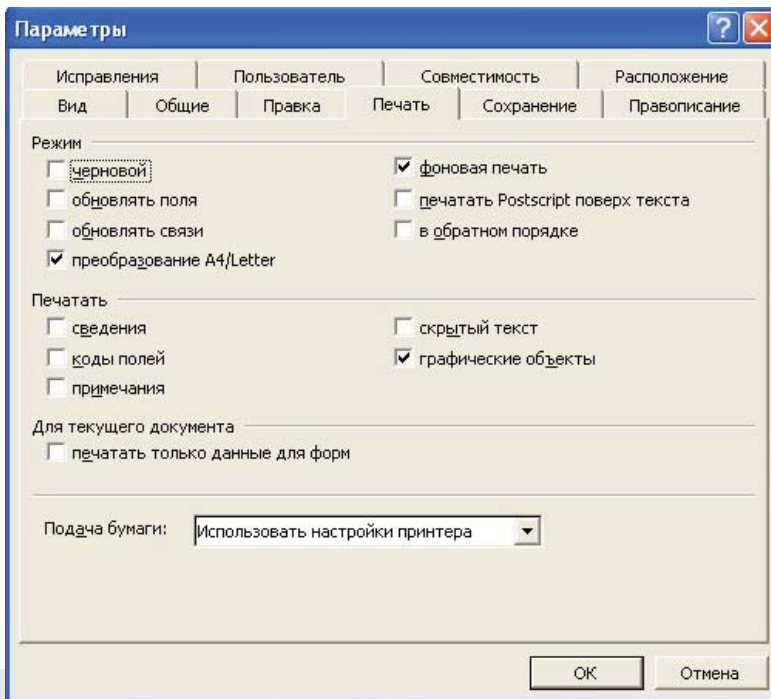 Параметры
Исправления Пользователь Совместимость Расположение
Вид Общие Правка Печать Сохранение Правописание
Режим
черновой фоновая печать
обновлять поля печатать Postscript поверх текста
обновлять связи в обратном порядке
преобразование A4/Letter
Печатать
сведения скрытый текст
коды полей графические объекты
примечания
Для текущего документа
печатать только данные для форм
Подача бумаги: Использовать настройки принтера
ОК Отмена